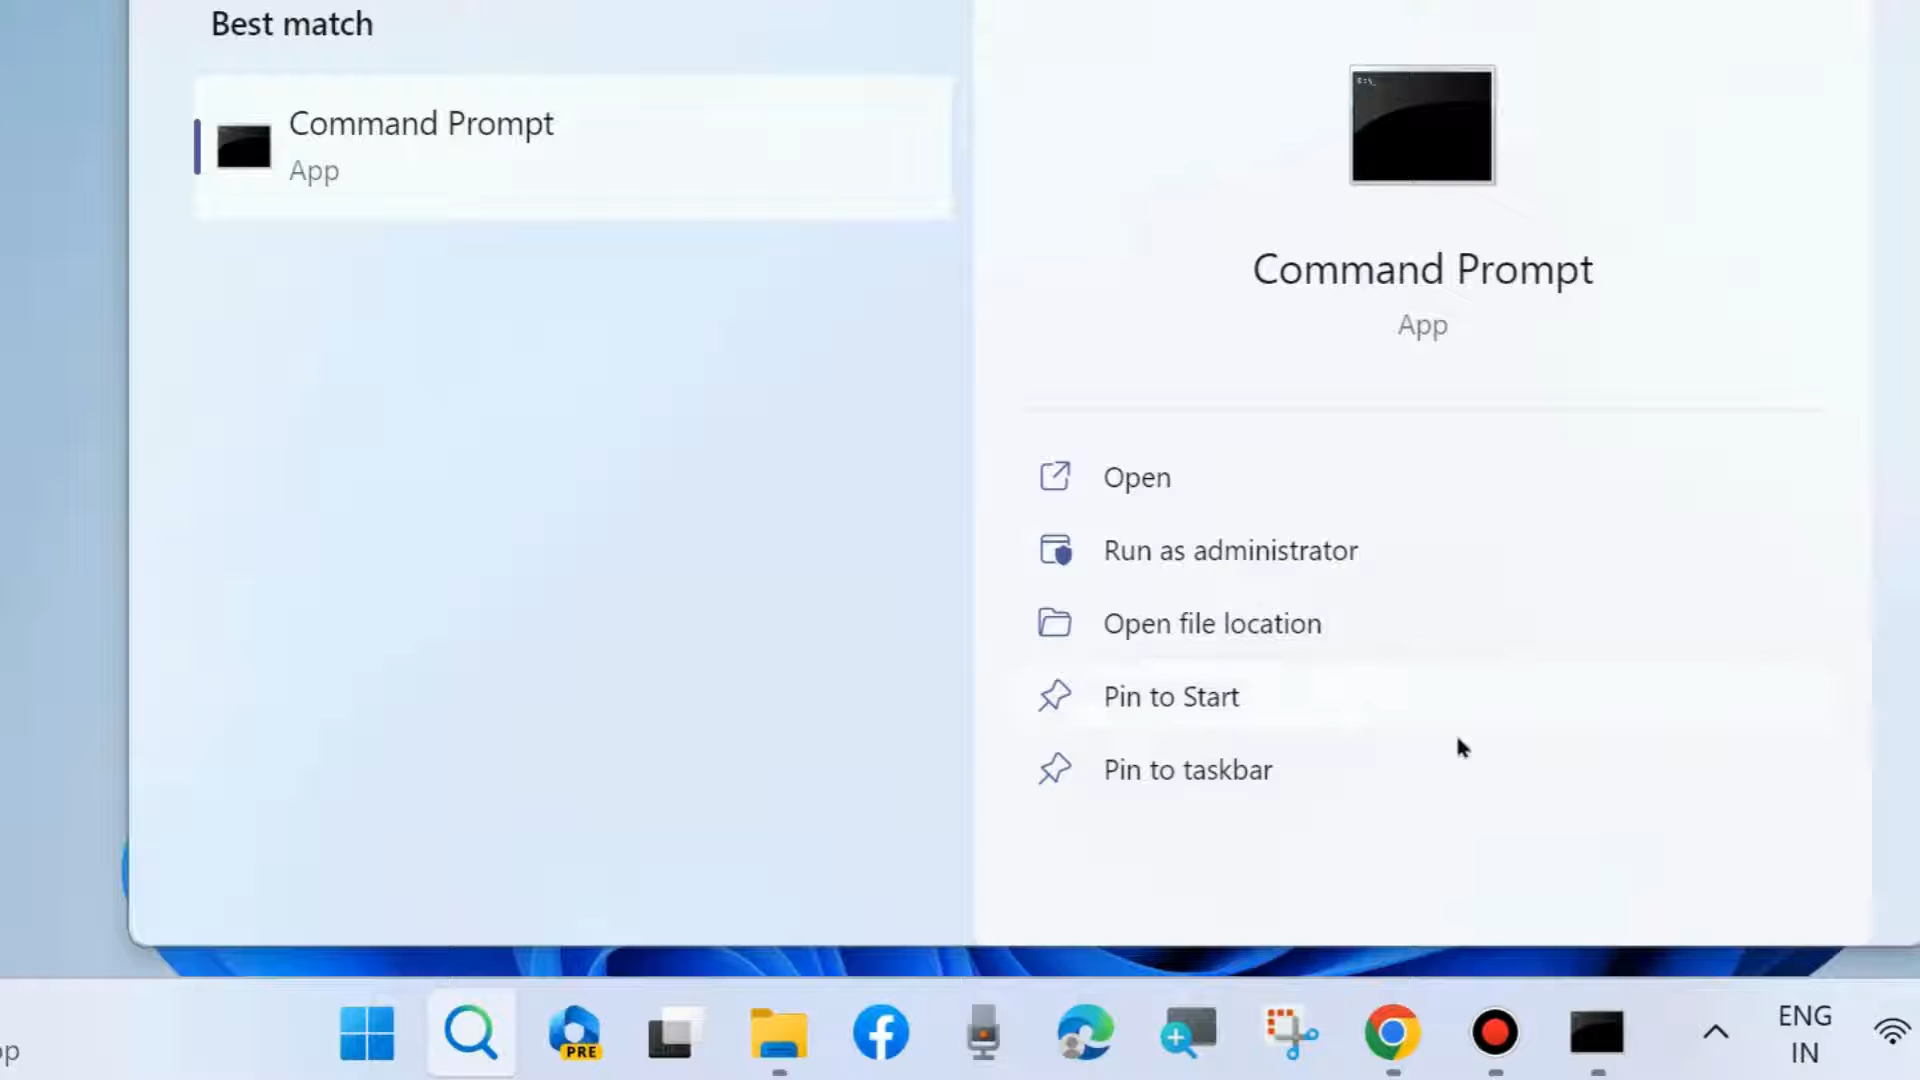 Best match
Command Prompt
App
Command Prompt
App
Open
Run as administrator
Open file location
Pin to Start
Pin to taskbar
op
PRE
ENG
IN